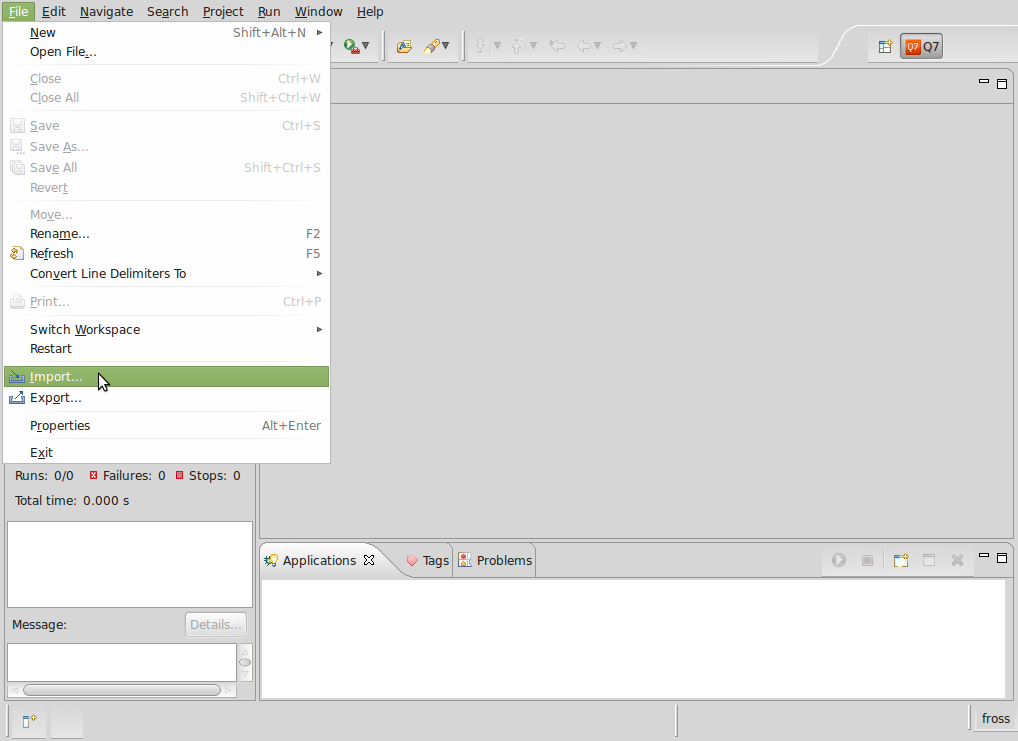 File Edit Navigate Search Project Run Window Help
New Shift+Alt+N
Open File...
Q7 Q7
Close Ctrl+W
Close All Shift+Ctrl+W
Save Ctrl+S
Save As...
Save All Shift+Ctrl+S
Revert
Move...
Rename... F2
Refresh F5
Convert Line Delimiters To
Print... Ctrl+P
Switch Workspace
Restart
Import...
Export...
Properties Alt+Enter
Exit
Runs: 0/0 Failures: 0 Stops: 0
Total time: 0.000 s
Applications Tags Problems
Message: Details...
fross